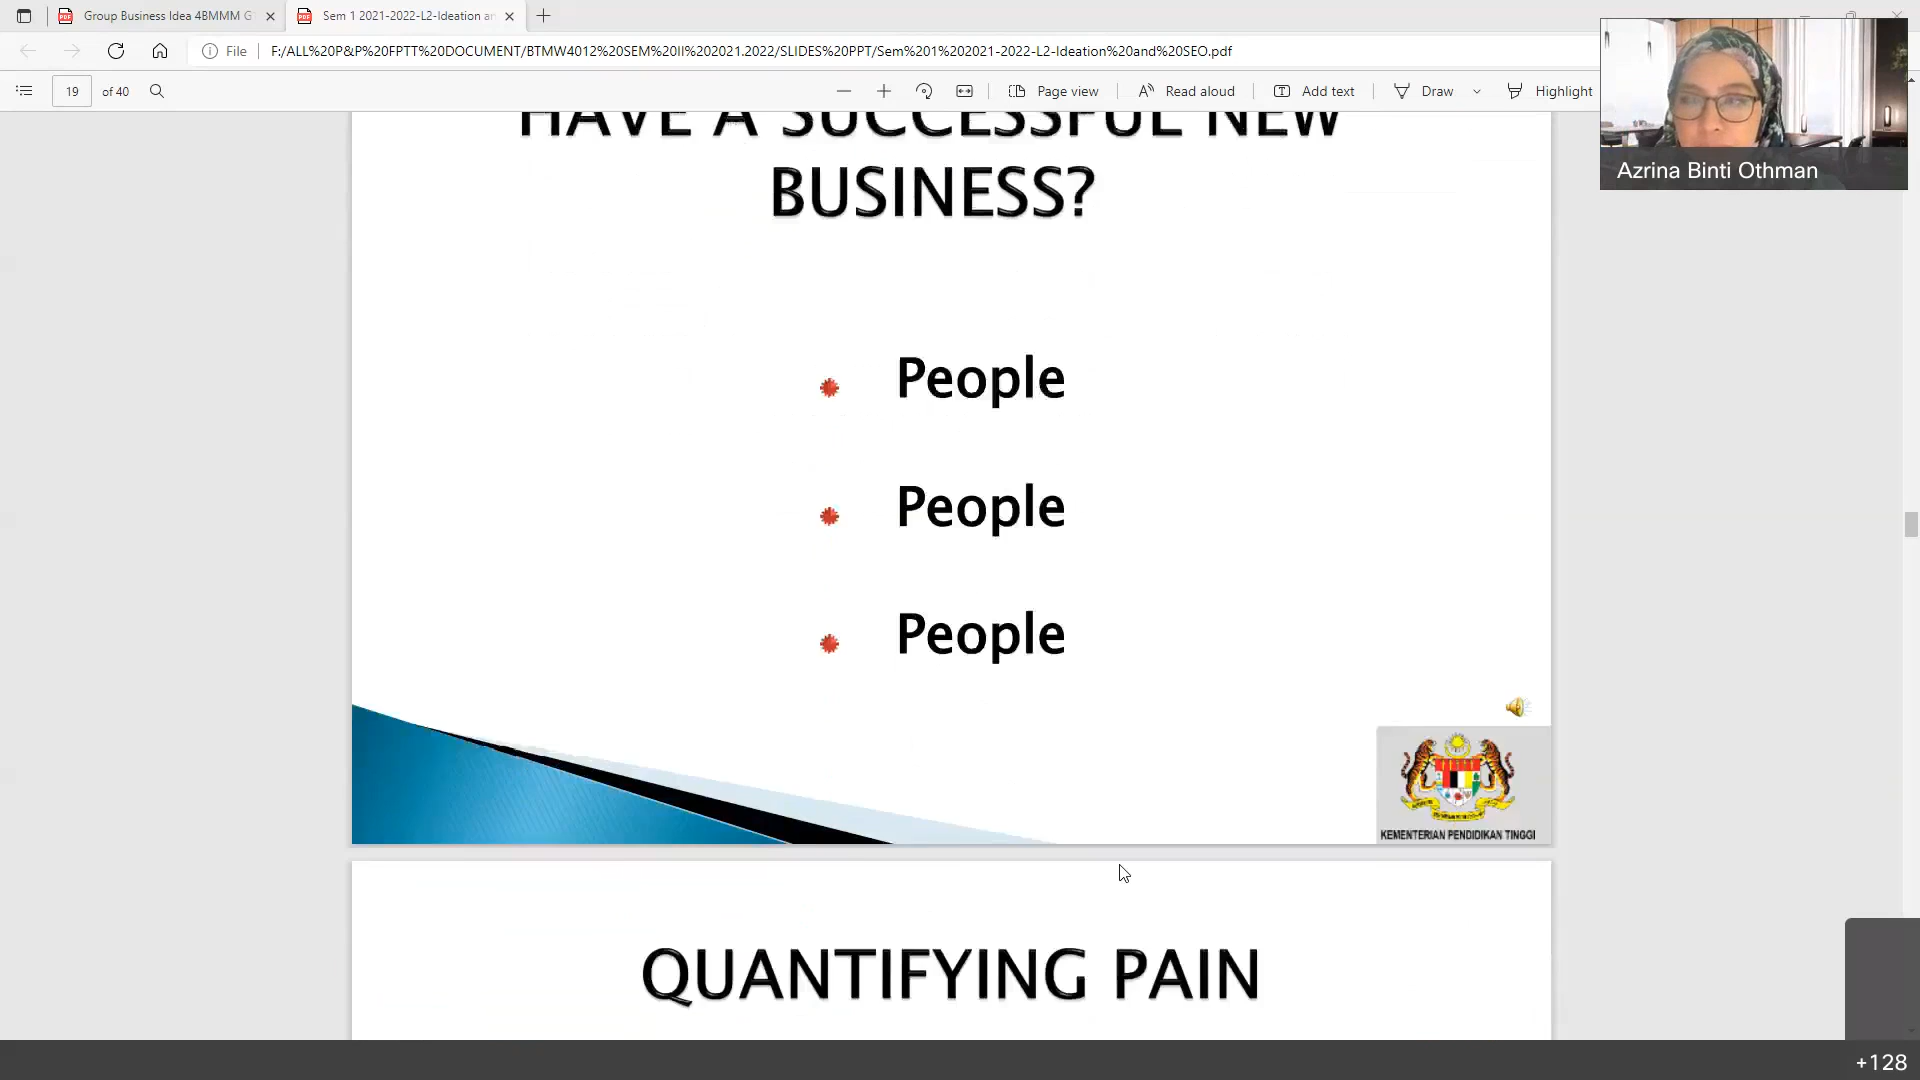 Group Business Idea 4BMMM G
Sem 1 2021-2022-L2-Ideation an
File
F:/ALL%20P&P%20FPTT%20DOCUMENT/BTMW4012%20SEM%20II%202021.2022/SLIDES%20PPT/Sem%201%202021-2022-L2-Ideation%20and%20SEO.pdf
19 of 40
Page view
Read aloud
Add text
Draw
Highlight
Azrina Binti Othman
HAVE A SUCCESSFUL NEW
BUSINESS?
People
People
People
KEMENTERIAN PENDIDIKAN TINGGI
QUANTIFYING PAIN
+128